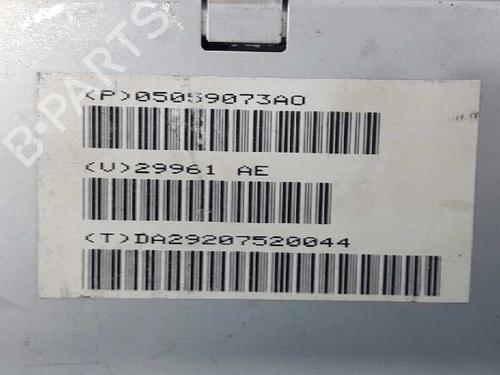 B-PARTS
(P)05059073AO
(V)29961 AE
(T)DA29207520044